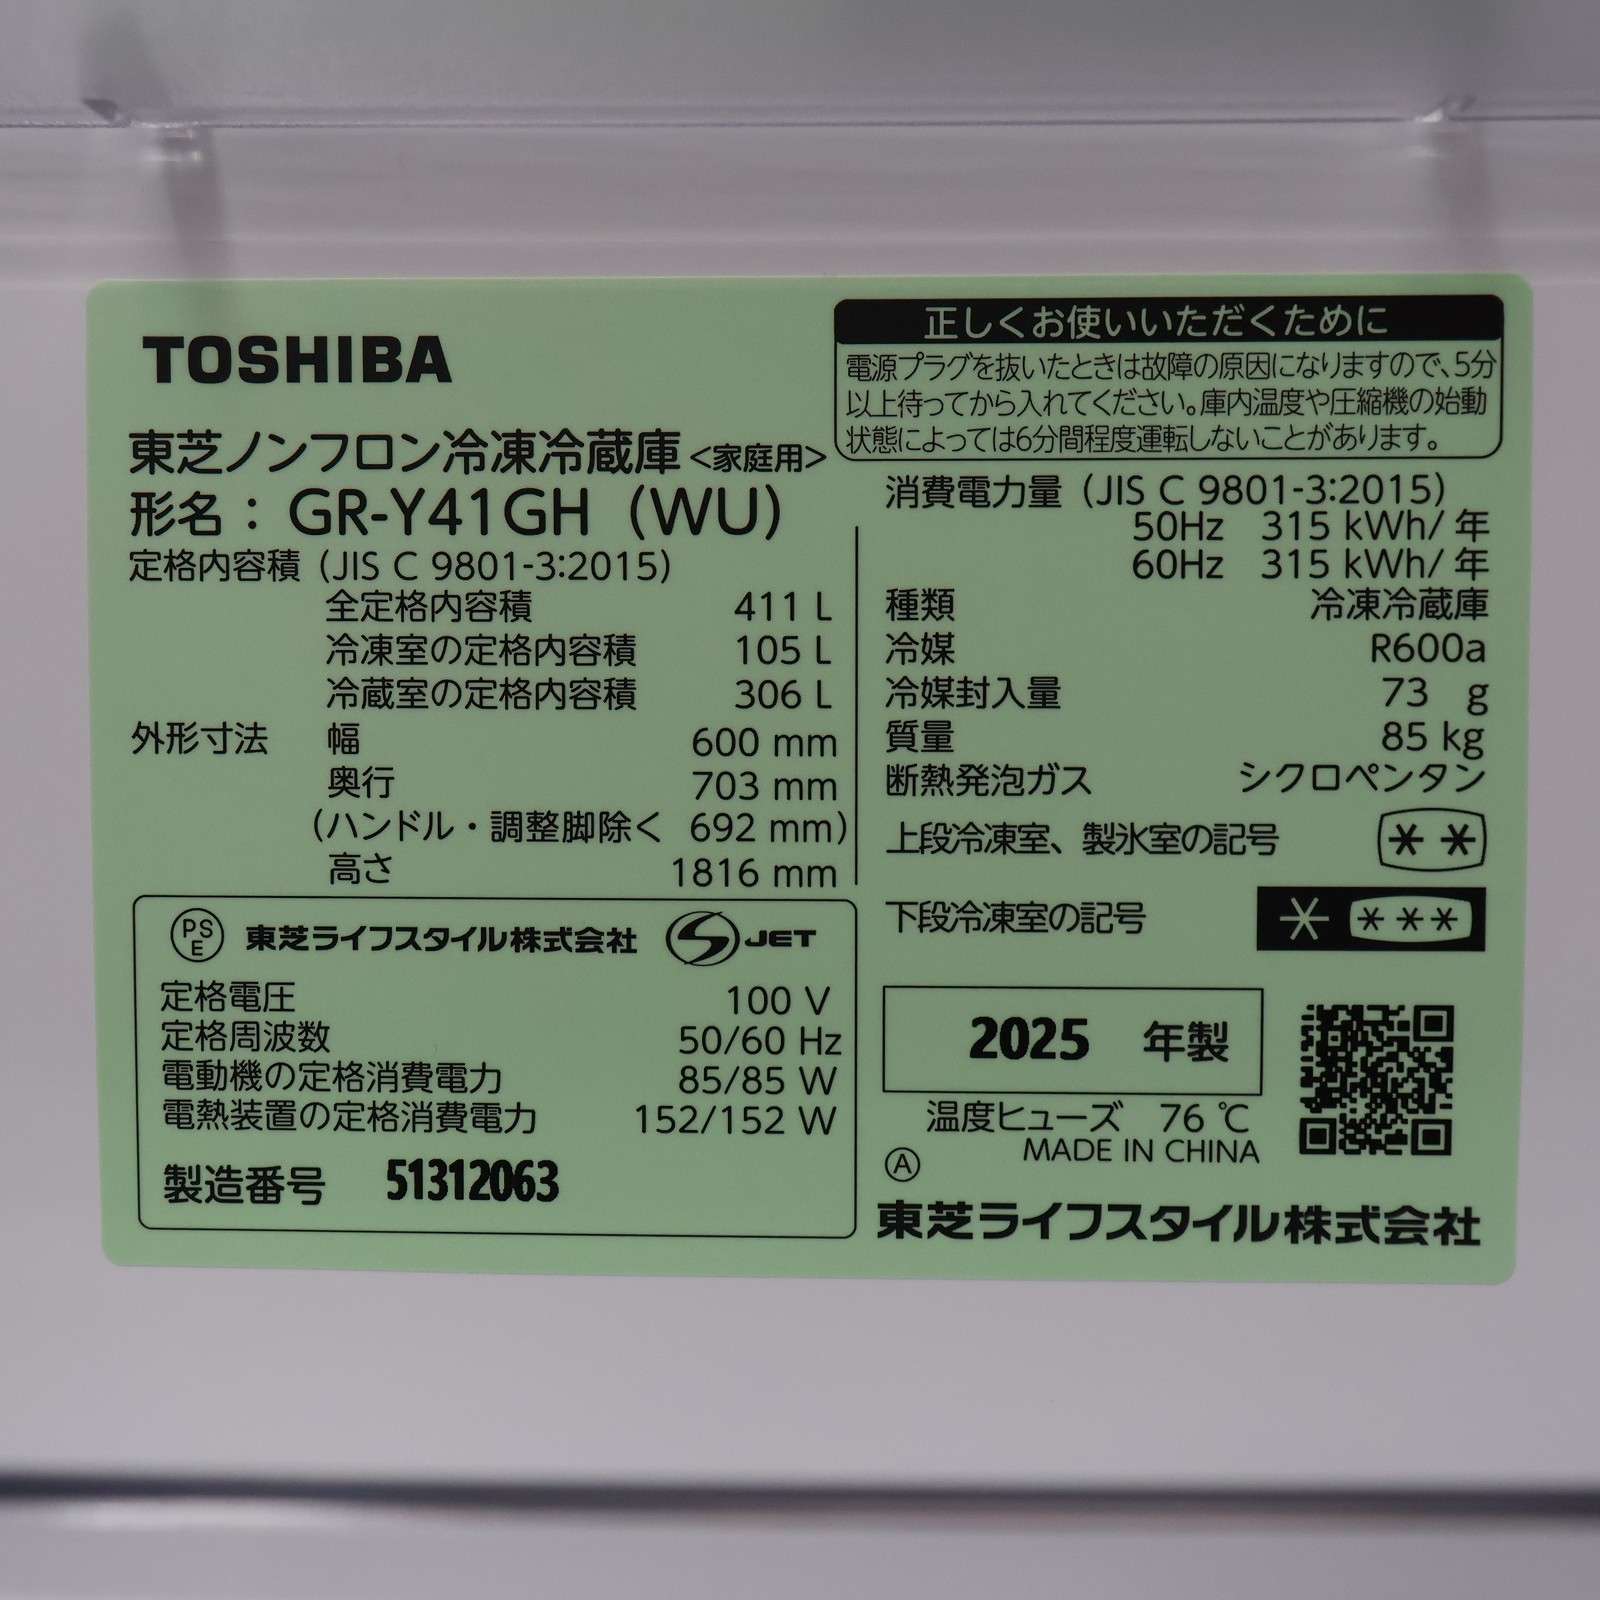 TOSHIBA
東芝ノンフロン冷凍冷蔵庫<家庭用>
形名：GR-Y41GH (WU)
定格内容積 (JIS C 9801-3:2015)
全定格内容積 411 L
冷凍室の定格内容積 105 L
冷蔵室の定格内容積 306 L
外形寸法 幅 600 mm
奥行 703 mm
(ハンドル・調整脚除く 692 mm)
高さ 1816 mm
PSE 東芝ライフスタイル株式会社 S JET
定格電圧 100 V
定格周波数 50/60 Hz
電動機の定格消費電力 85/85 W
電熱装置の定格消費電力 152/152 W
製造番号 51312063
正しくお使いいただくために
電源プラグを抜いたときは故障の原因になりますので、5分
以上待ってから入れてください。庫内温度や圧縮機の始動
状態によっては6分間程度運転しないことがあります。
消費電力量 (JIS C 9801-3:2015)
50Hz 315 kWh/年
60Hz 315 kWh/年
種類 冷凍冷蔵庫
冷媒 R600a
冷媒封入量 73 g
質量 85 kg
断熱発泡ガス シクロペンタン
上段冷凍室、製氷室の記号 **
下段冷凍室の記号 * ***
2025 年製
温度ヒューズ 76 ℃
Ⓐ MADE IN CHINA
東芝ライフスタイル株式会社